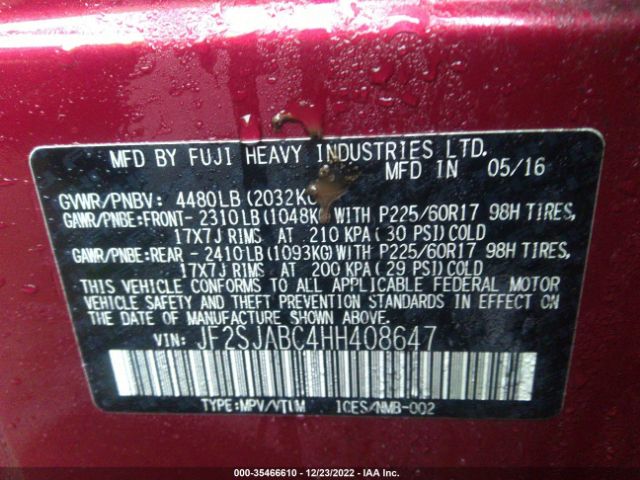 MFD BY FUJI HEAVY INDUSTRIES LTD.
MFD IN 05/16
GVWR/PNBV: 4480LB (2032KG
GAWR/PNBE:FRONT- 2310LB(1048KG)WITH P225/60R17 98H TIRES,
17X7J RIMS AT 210 KPA( 30 PSI)COLD
GAWR/PNBE:REAR - 2410LB(1093KG)WITH P225/60R17 98H TIRES,
17X7J RIMS AT 200 KPA(29 PSI)COLD
THIS VEHICLE CONFORMS TO ALL APPLICABLE FEDERAL MOTOR
VEHICLE SAFETY AND THEFT PREVENTION STANDARDS IN EFFECT ON
THE DATE OF MANUFACTURE SHOWN ABOVE.
VIN: JF2SJABC4HH408647
TYPE:MPV/VTUM 1CES/NMB-002
000-35466610 - 12/23/2022 - IAA Inc.